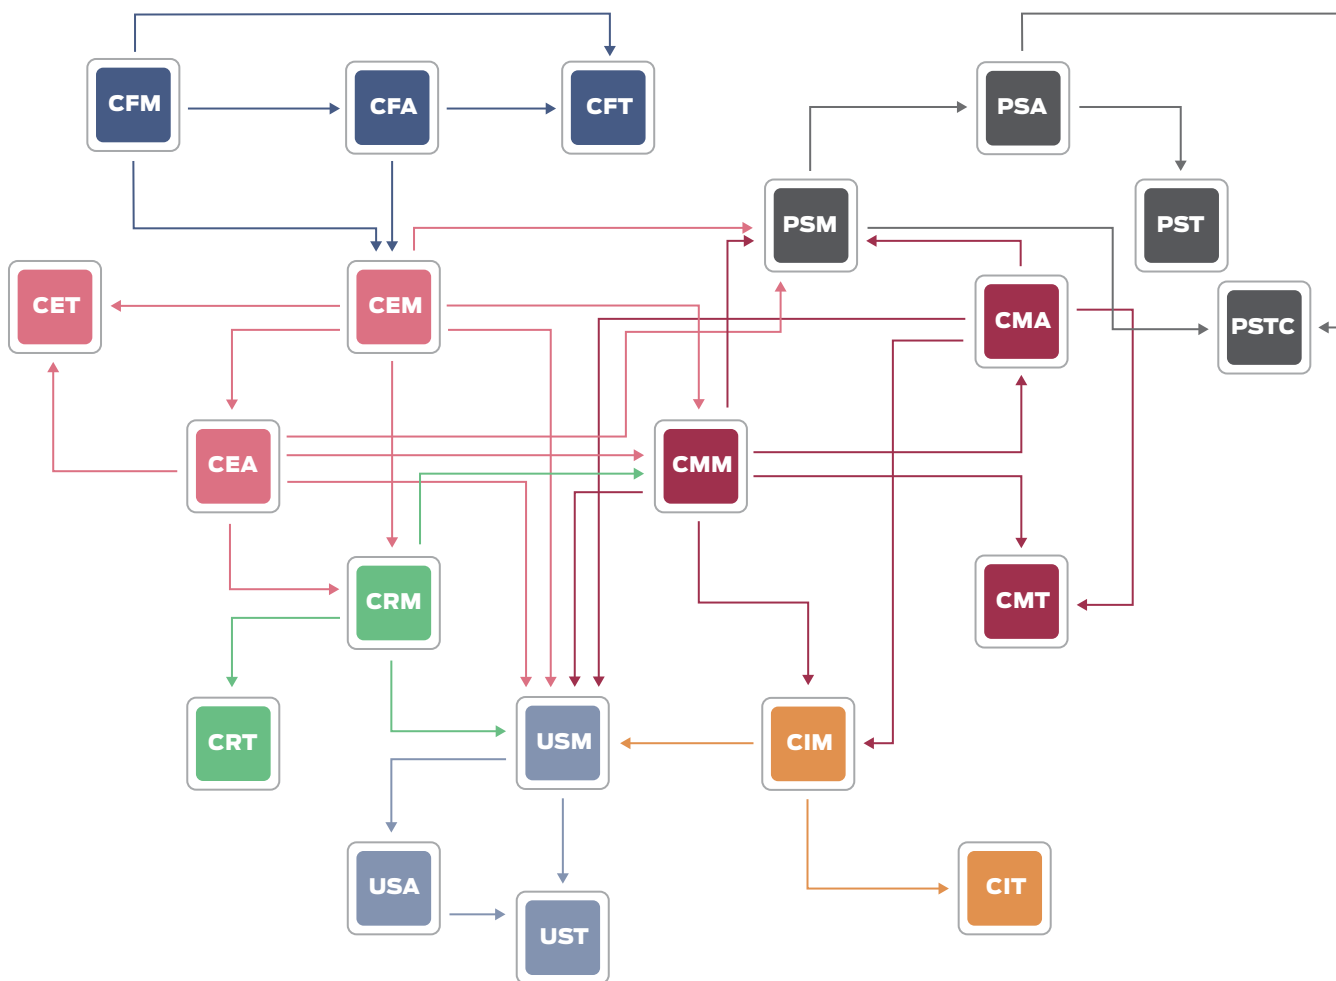 CFM
CFA
CFT
PSA
PSM
PST
CET
CEM
CMA
PSTC
CEA
CMM
CRM
CMT
CRT
USM
CIM
USA
CIT
UST